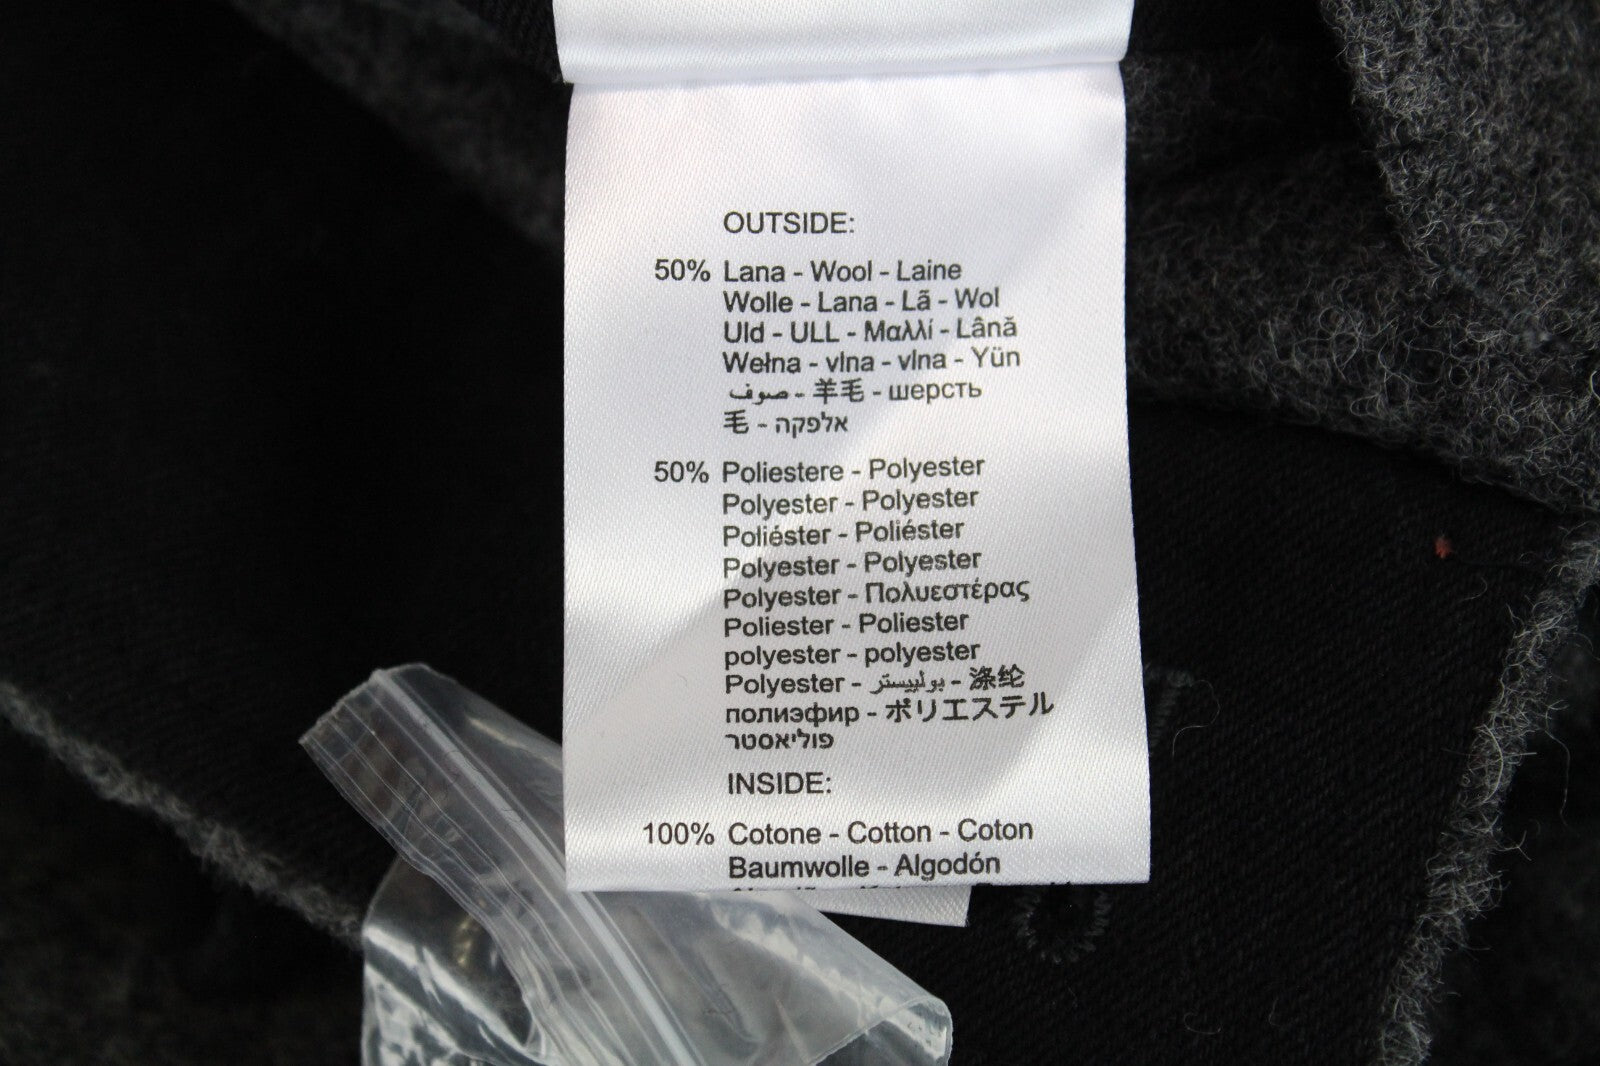 OUTSIDE:
50% Lana - Wool - Laine
Wolle - Lana - Lã - Wol
Uld - ULL - Μαλλί - Lână
Wełna - vlna - vlna - Yün
صوف - 羊毛 - шерсть
毛 - אלפקה
50% Poliestere - Polyester
Polyester - Polyester
Poliéster - Poliéster
Polyester - Polyester
Polyester - Πολυεστέρας
Poliester - Poliester
polyester - polyester
Polyester - بولييستر - 涤纶
полиэфир - ポリエステル
פוליאסטר
INSIDE:
100% Cotone - Cotton - Coton
Baumwolle - Algodón